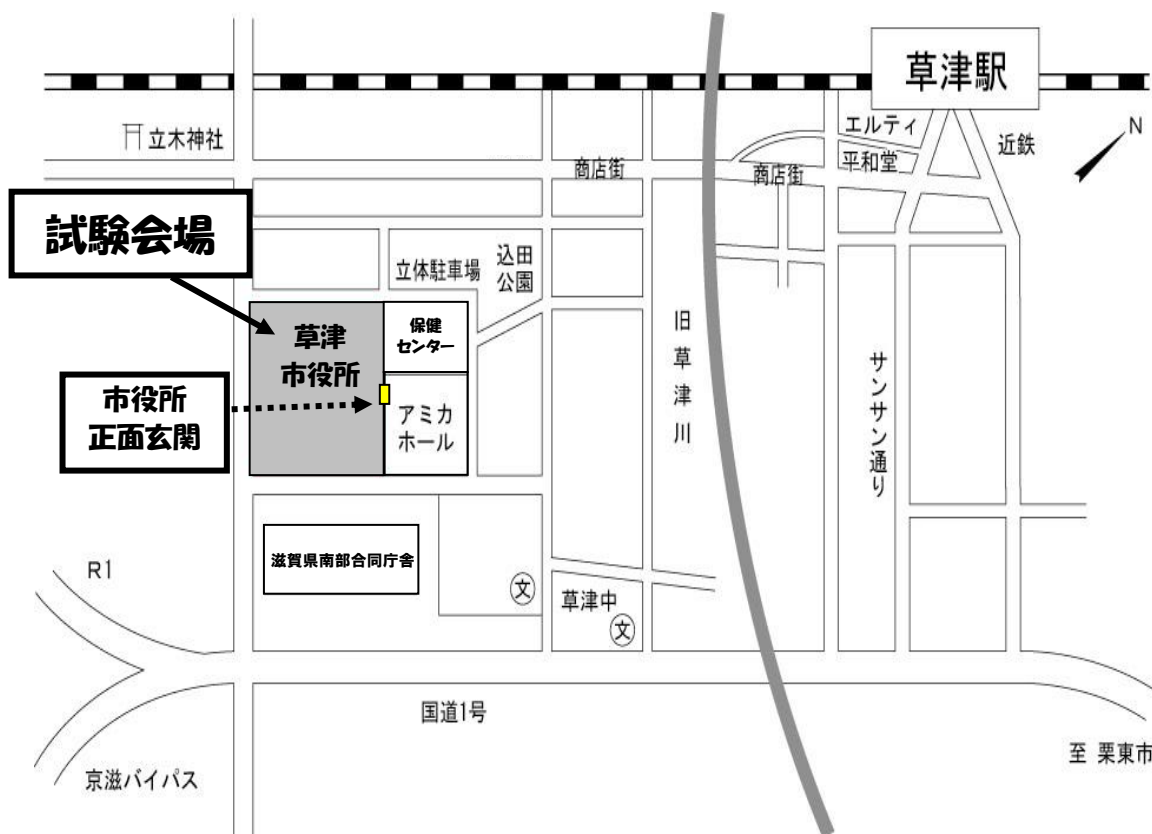 草津駅
エルティ
近鉄
N
立木神社
商店街
商店街
平和堂
試験会場
込田
公園
立体駐車場
草津
市役所
保健
センター
旧草津川
サンサン通り
市役所
正面玄関
アミカ
ホール
滋賀県南部合同庁舎
R1
文
草津中
文
国道1号
至 栗東市
京滋バイパス